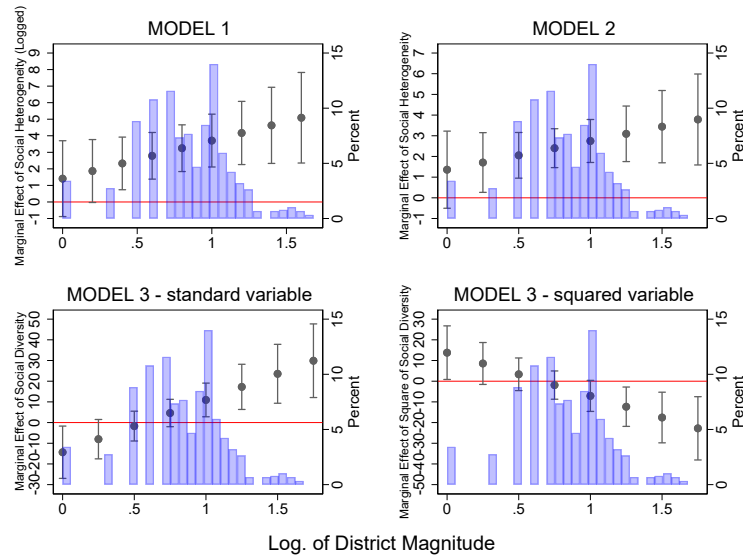 MODEL 1
Marginal Effect of Social Heterogeneity (Logged)
-1 0 1 2 3 4 5 6 7 8 9
0 5 10 15
Percent
0 .5 1 1.5
MODEL 2
Marginal Effect of Social Heterogeneity
-1 0 1 2 3 4 5 6 7
0 5 10 15
Percent
0 .5 1 1.5
MODEL 3 - standard variable
Marginal Effect of Social Diversity
-30 -20 -10 0 10 20 30 40 50
0 5 10 15
Percent
0 .5 1 1.5
MODEL 3 - squared variable
Marginal Effect of Square of Social Diversity
-50 -40 -30 -20 -10 0 10 20 30
0 5 10 15
Percent
0 .5 1 1.5
Log. of District Magnitude